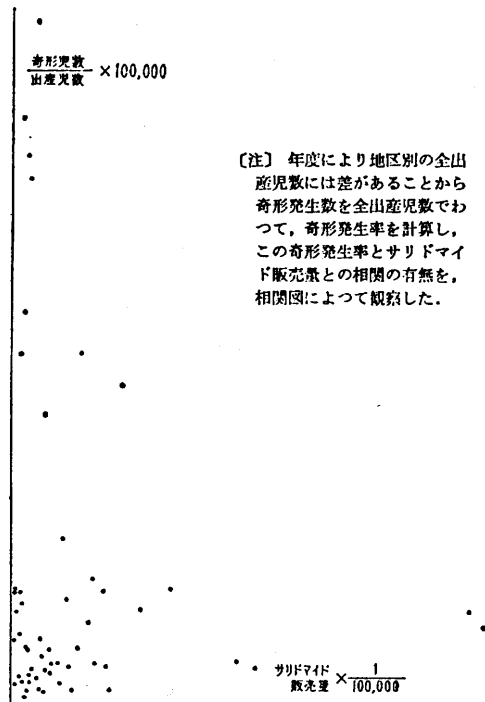 奇形児数
出産児数 ×100,000
〔注〕 年度により地区別の全出
産児数には差があることから
奇形発生数を全出産児数でわ
つて，奇形発生率を計算し，
この奇形発生率とサリドマイ
ド販売量との相関の有無を，
相関図によつて観察した．
サリドマイド
販売量 × 1
100,000